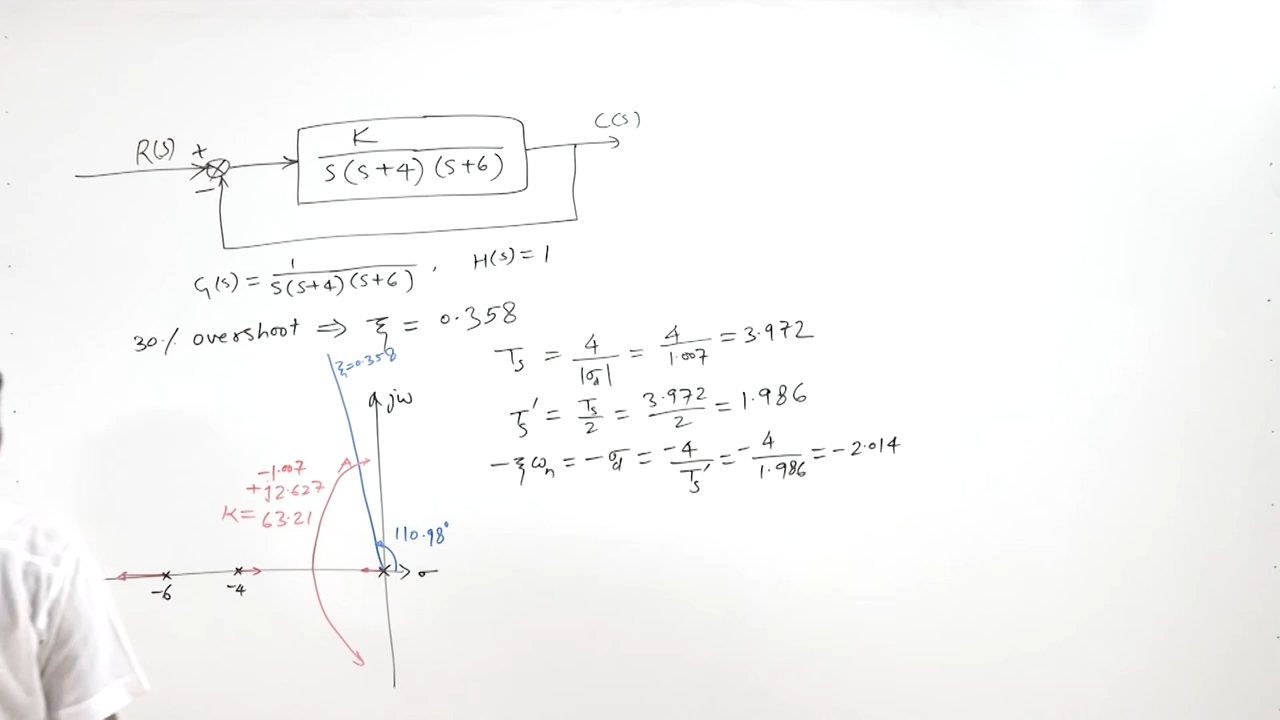 R(s) + − K / s(s+4)(s+6) C(s)
G(s) = 1 / s(s+4)(s+6) , H(s) = 1
30% overshoot ⇒ ξ = 0.358
Ts = 4 / |σd| = 4 / 1.007 = 3.972
Ts' = Ts / 2 = 3.972 / 2 = 1.986
−ξωn = −σd = −4 / Ts' = −4 / 1.986 = −2.014
ξ=0.358
jω
A
−1.007
+j2.627
K = 63.21
110.98°
σ
−6
−4